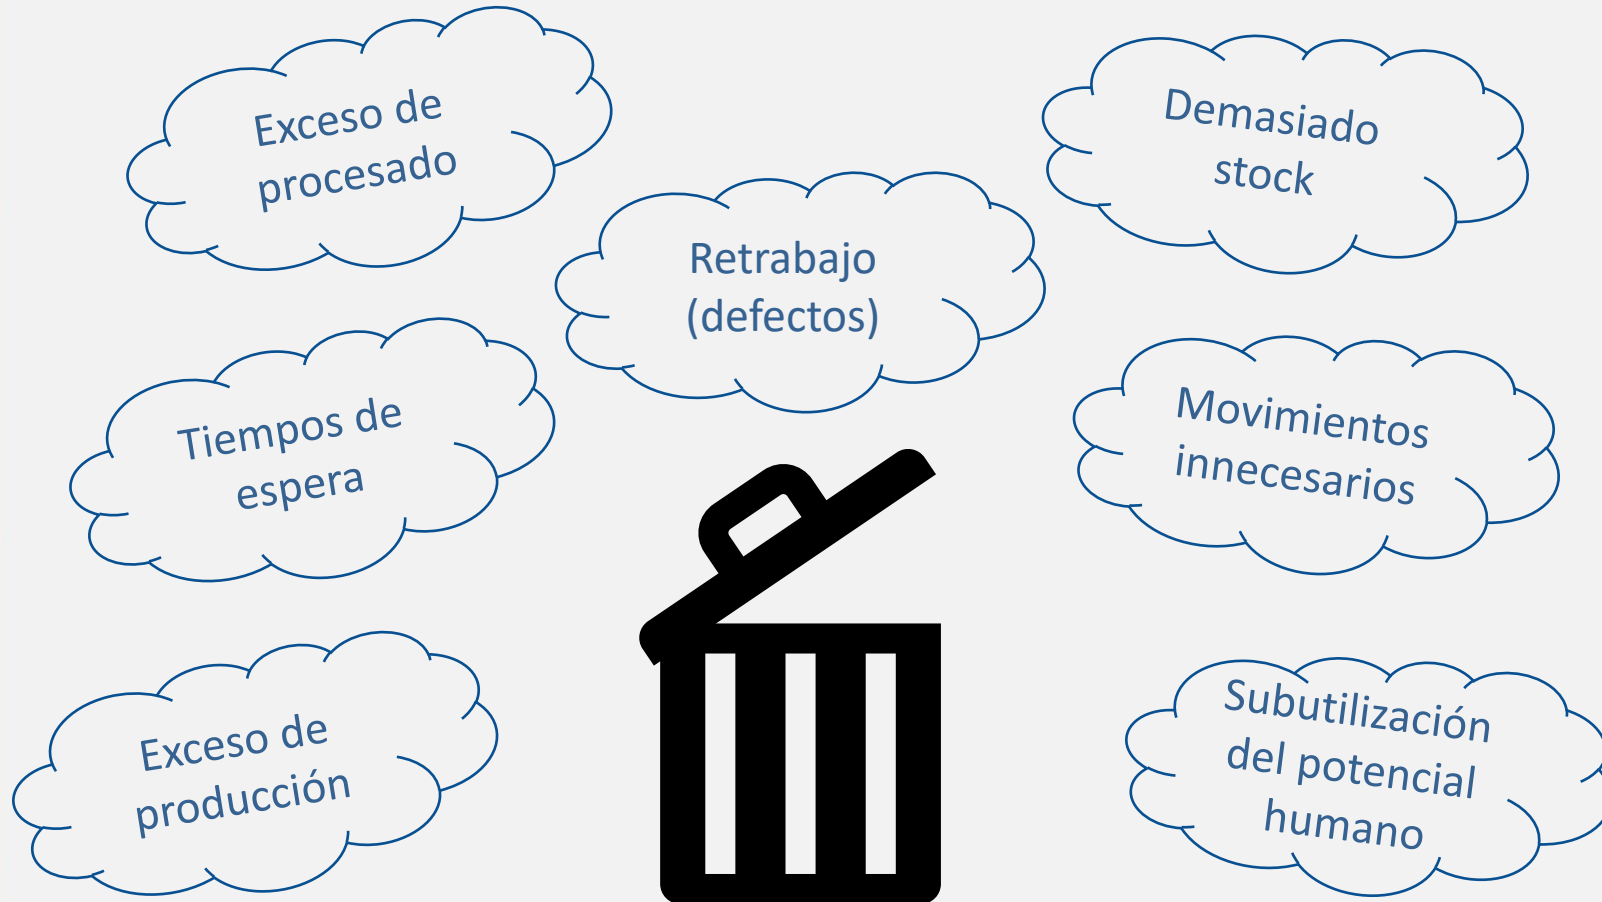 Exceso de
procesado
Demasiado
stock
Retrabajo
(defectos)
Tiempos de
espera
Movimientos
innecesarios
Exceso de
producción
Subutilización
del potencial
humano